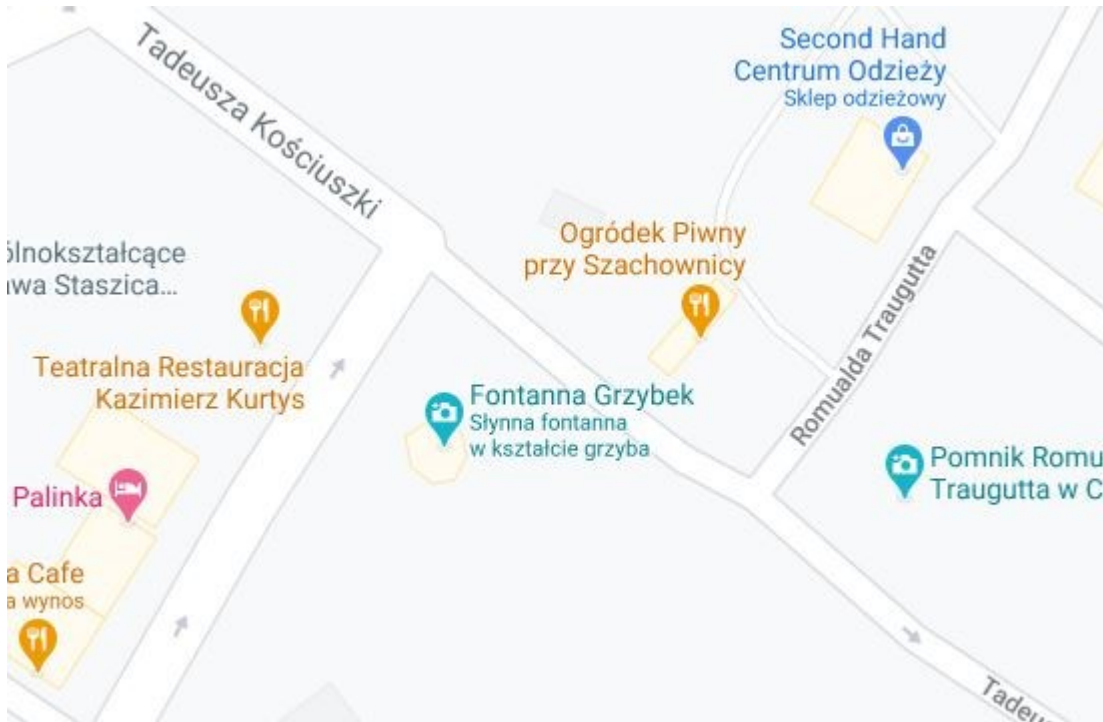 Tadeusza Kościuszki
Second Hand
Centrum Odzieży
Sklep odzieżowy
Ogródek Piwny
przy Szachownicy
ólnokształcące
wa Staszica...
Teatralna Restauracja
Kazimierz Kurtys
Romualda Traugutta
Fontanna Grzybek
Słynna fontanna
w kształcie grzyba
Pomnik Romu
Traugutta w C
Palinka
a Cafe
a wynos
Tadeus